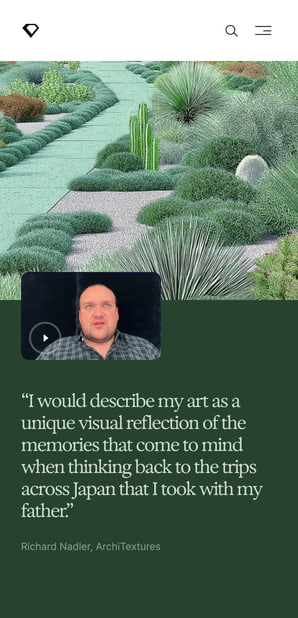 “I would describe my art as a
unique visual reflection of the
memories that come to mind
when thinking back to the trips
across Japan that I took with my
father.”
Richard Nadler, ArchiTextures